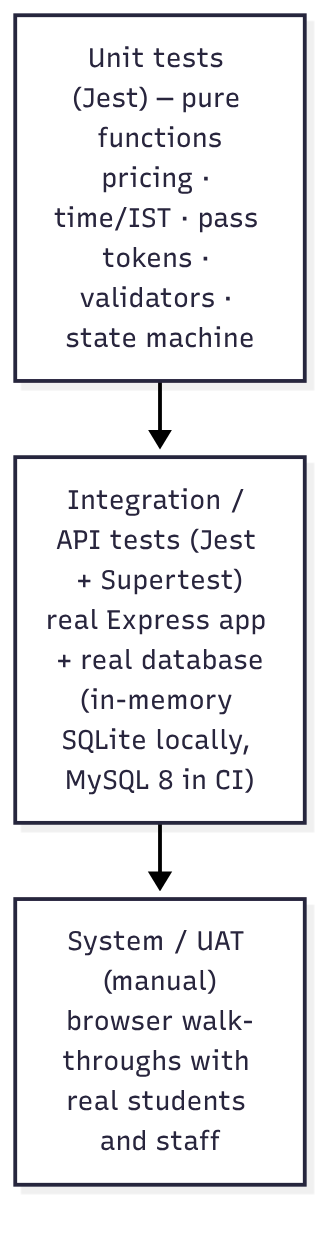 Unit tests
(Jest) — pure
functions
pricing ·
time/IST · pass
tokens ·
validators ·
state machine
Integration /
API tests (Jest
+ Supertest)
real Express app
+ real database
(in-memory
SQLite locally,
MySQL 8 in CI)
System / UAT
(manual)
browser walk-
throughs with
real students
and staff